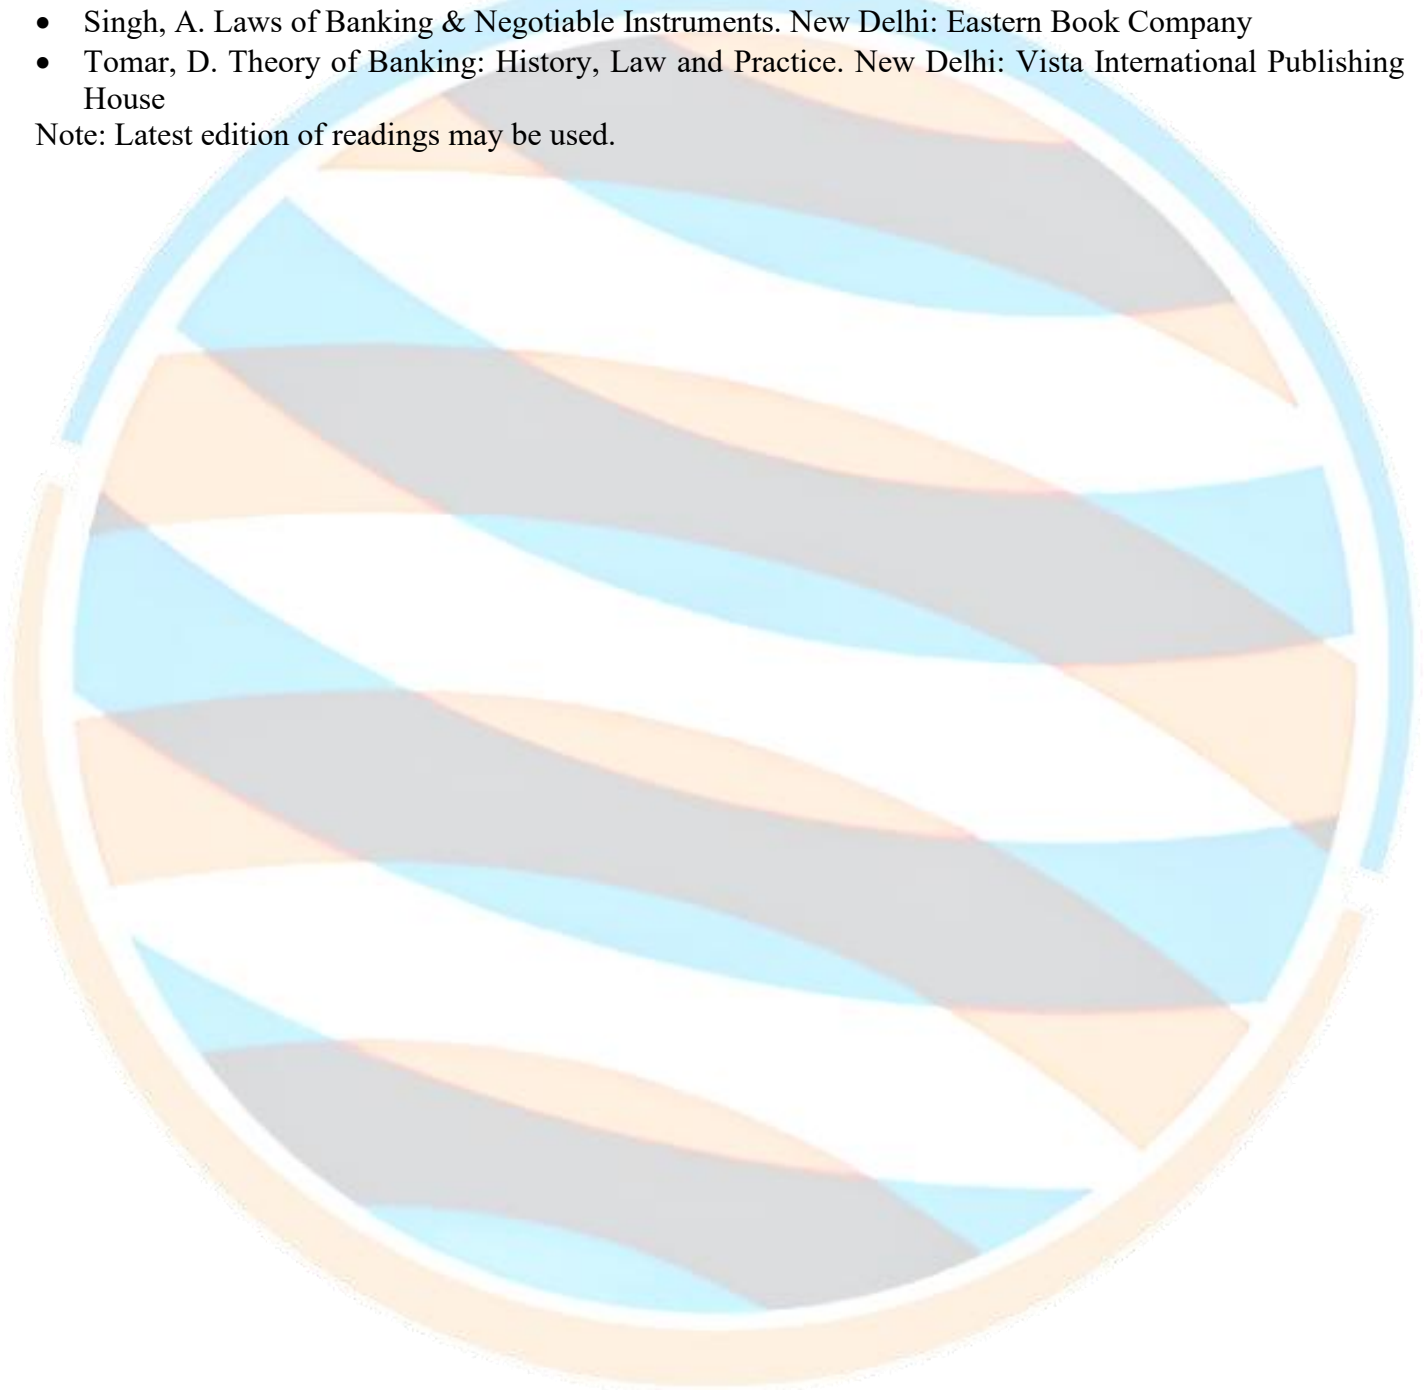 • Singh, A. Laws of Banking & Negotiable Instruments. New Delhi: Eastern Book Company
• Tomar, D. Theory of Banking: History, Law and Practice. New Delhi: Vista International Publishing
House
Note: Latest edition of readings may be used.